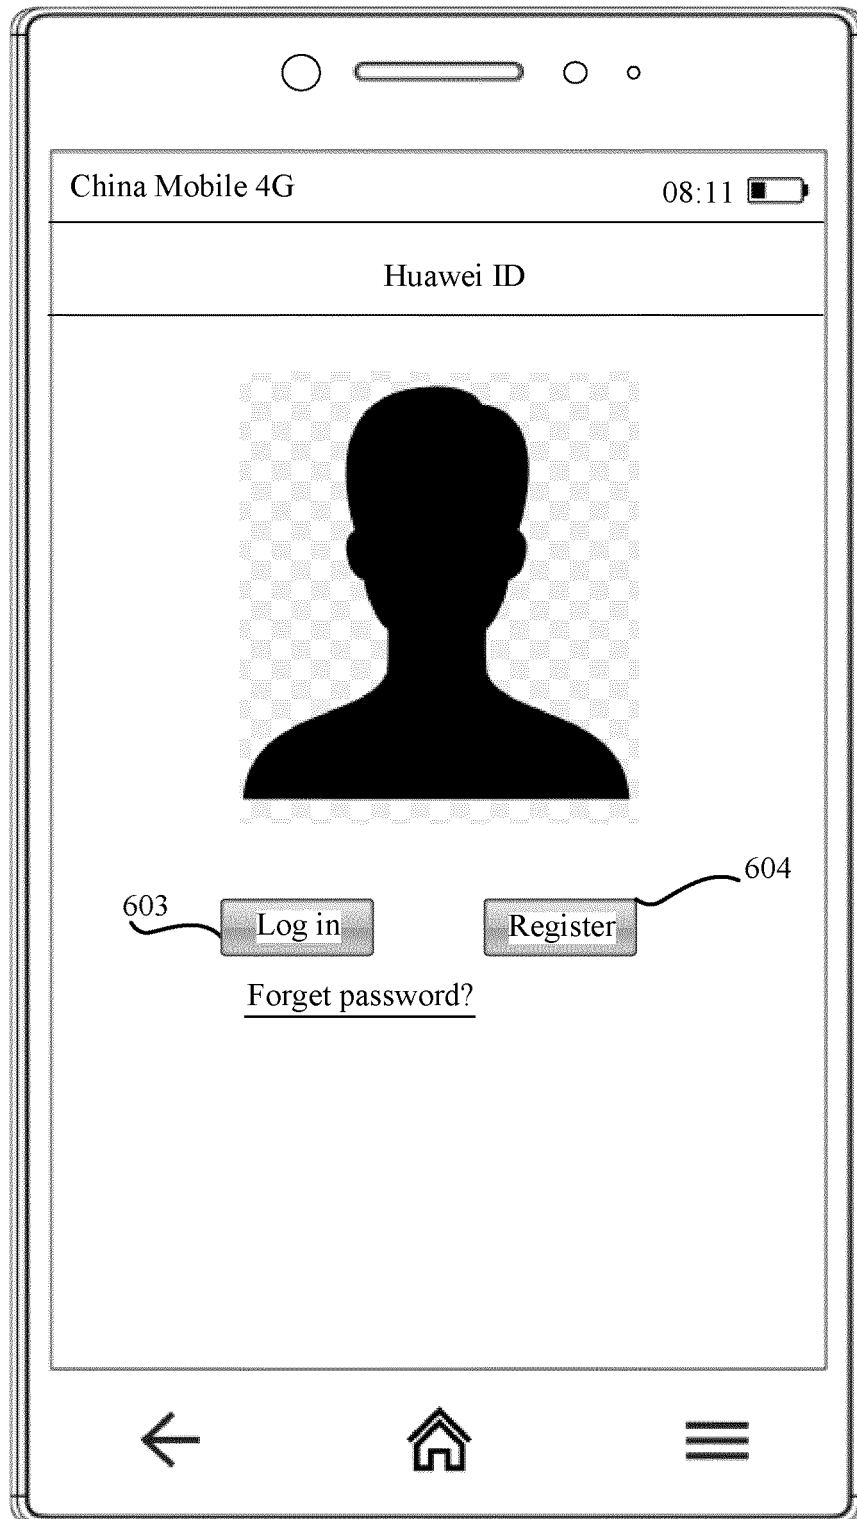 China Mobile 4G 08:11
Huawei ID
604
603
Log in Register
Forget password?